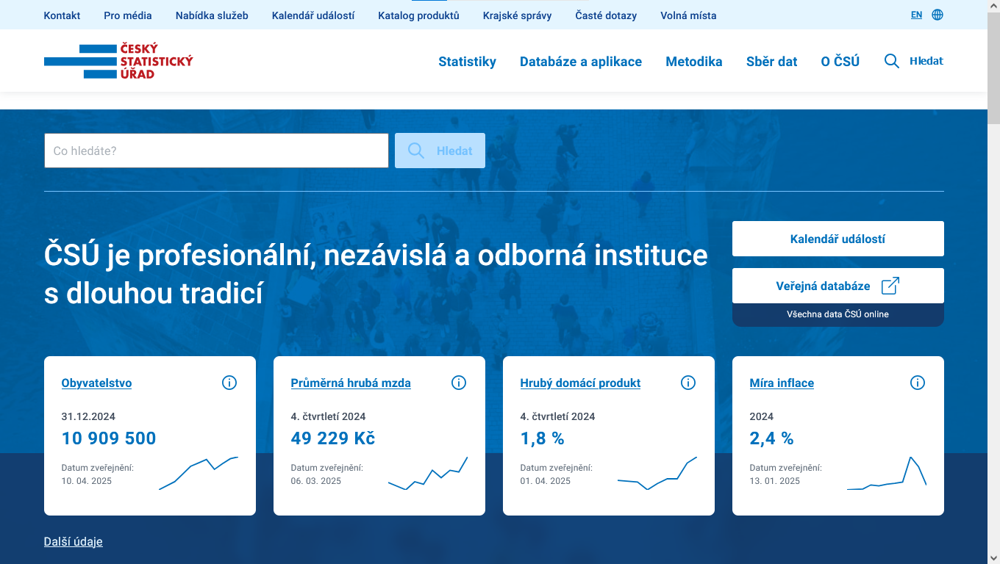 Kontakt Pro média Nabídka služeb Kalendář událostí Katalog produktů Krajské správy Časté dotazy Volná místa EN
ČESKÝ
STATISTICKÝ
ÚŘAD
Statistiky Databáze a aplikace Metodika Sběr dat O ČSÚ Hledat
Co hledáte? Hledat
ČSÚ je profesionální, nezávislá a odborná instituce
s dlouhou tradicí
Kalendář událostí
Veřejná databáze
Všechna data ČSÚ online
Obyvatelstvo
31.12.2024
10 909 500
Datum zveřejnění:
10. 04. 2025
Průměrná hrubá mzda
4. čtvrtletí 2024
49 229 Kč
Datum zveřejnění:
06. 03. 2025
Hrubý domácí produkt
4. čtvrtletí 2024
1,8 %
Datum zveřejnění:
01. 04. 2025
Míra inflace
2024
2,4 %
Datum zveřejnění:
13. 01. 2025
Další údaje